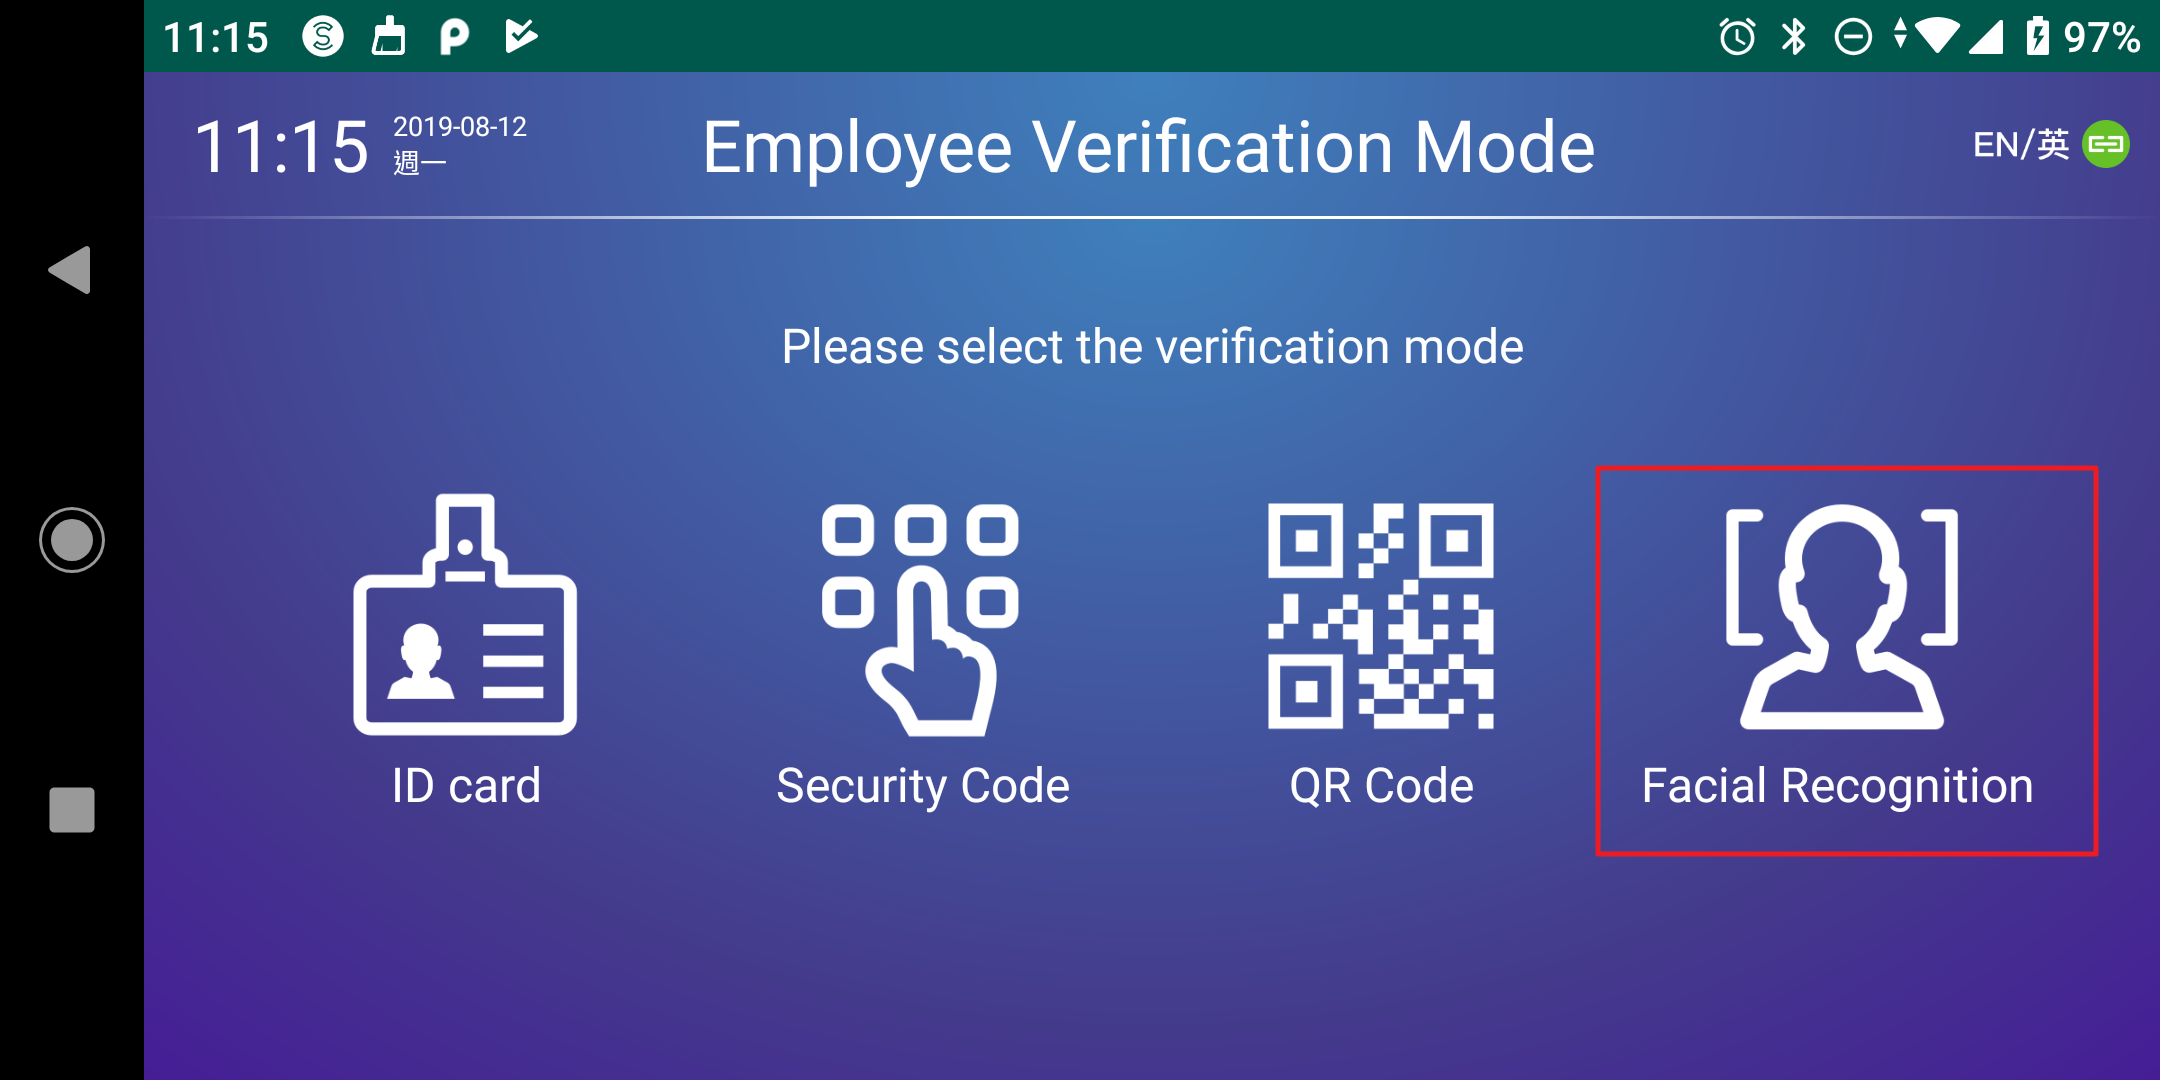 11:15
97%
11:15
2019-08-12
週一
Employee Verification Mode
EN/英
Please select the verification mode
ID card
Security Code
QR Code
Facial Recognition